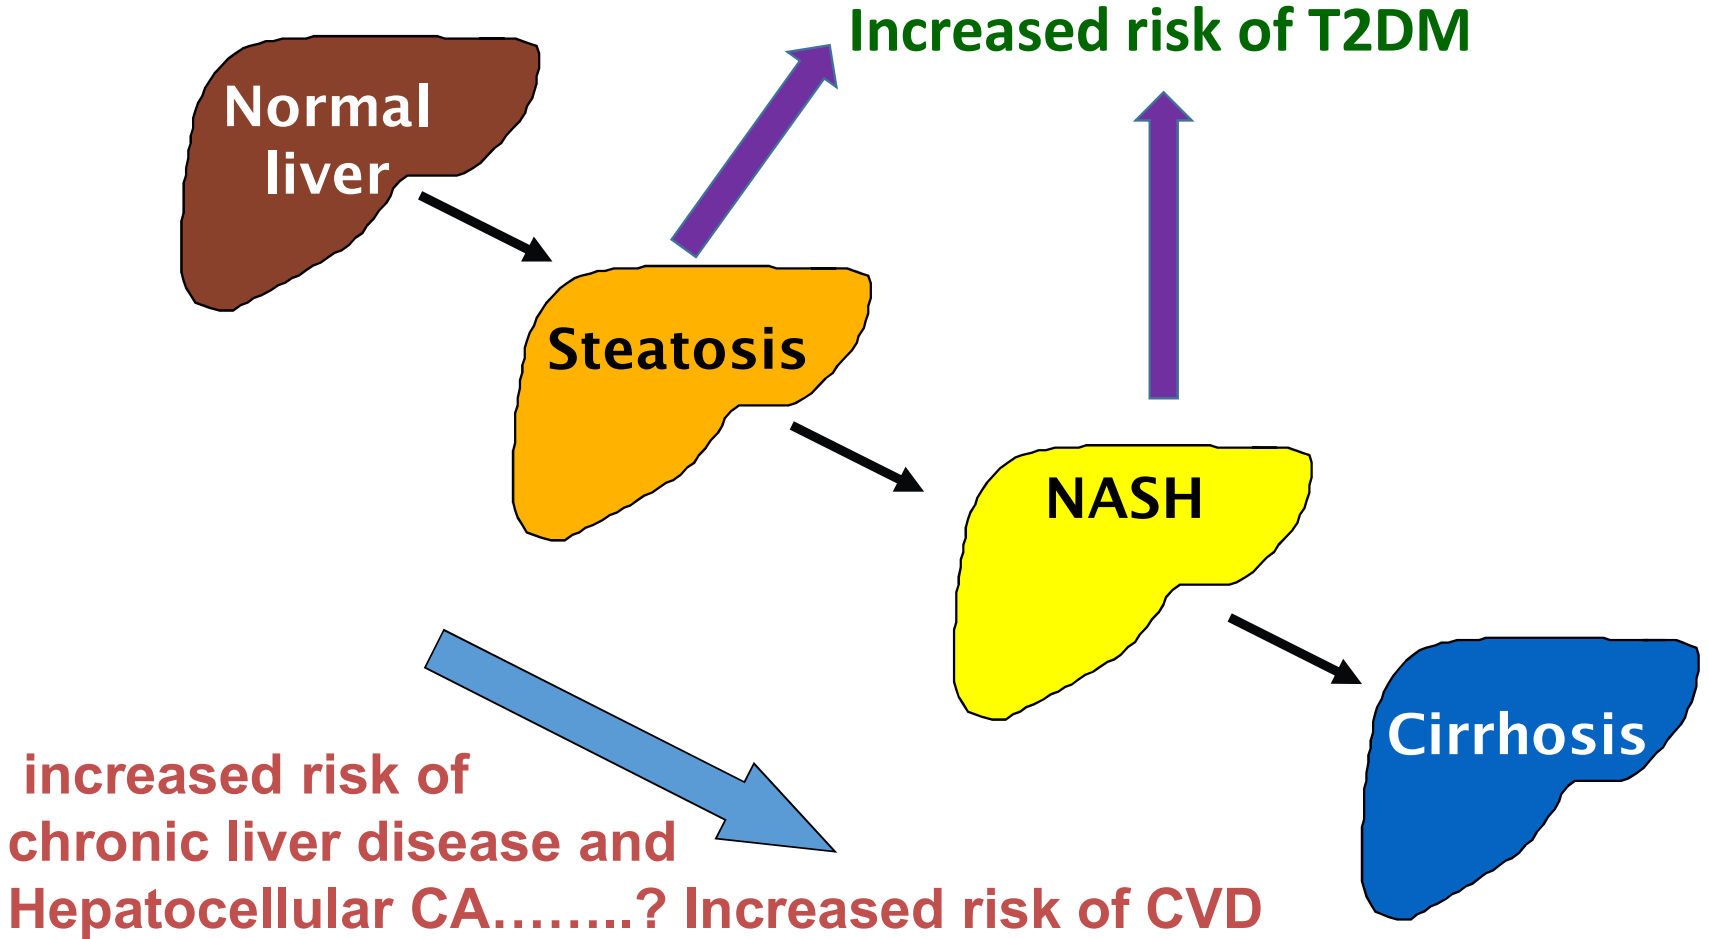 Increased risk of T2DM
Normal
liver
Steatosis
NASH
Cirrhosis
increased risk of
chronic liver disease and
Hepatocellular CA........? Increased risk of CVD